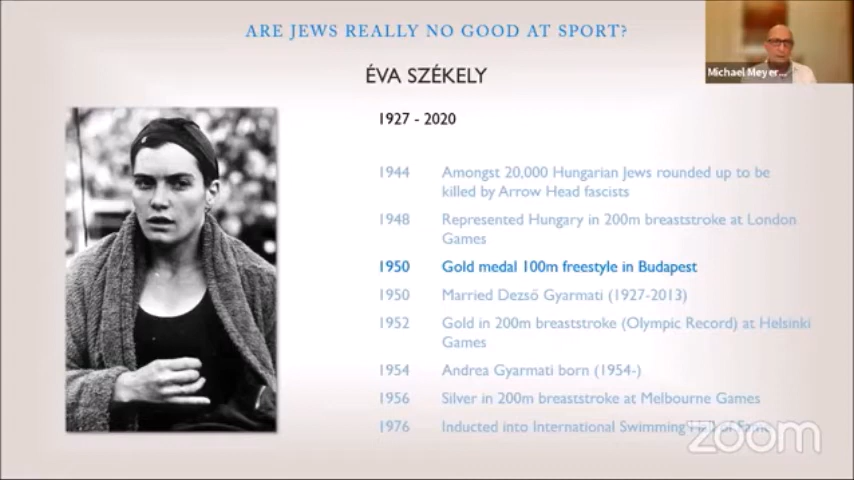 ARE JEWS REALLY NO GOOD AT SPORT?
Michael Meyer...
ÉVA SZÉKELY
1927 - 2020
1944 Amongst 20,000 Hungarian Jews rounded up to be
killed by Arrow Head fascists
1948 Represented Hungary in 200m breaststroke at London
Games
1950 Gold medal 100m freestyle in Budapest
1950 Married Dezső Gyarmati (1927-2013)
1952 Gold in 200m breaststroke (Olympic Record) at Helsinki
Games
1954 Andrea Gyarmati born (1954-)
1956 Silver in 200m breaststroke at Melbourne Games
1976 Inducted into International Swimming Hall of Fame
zoom